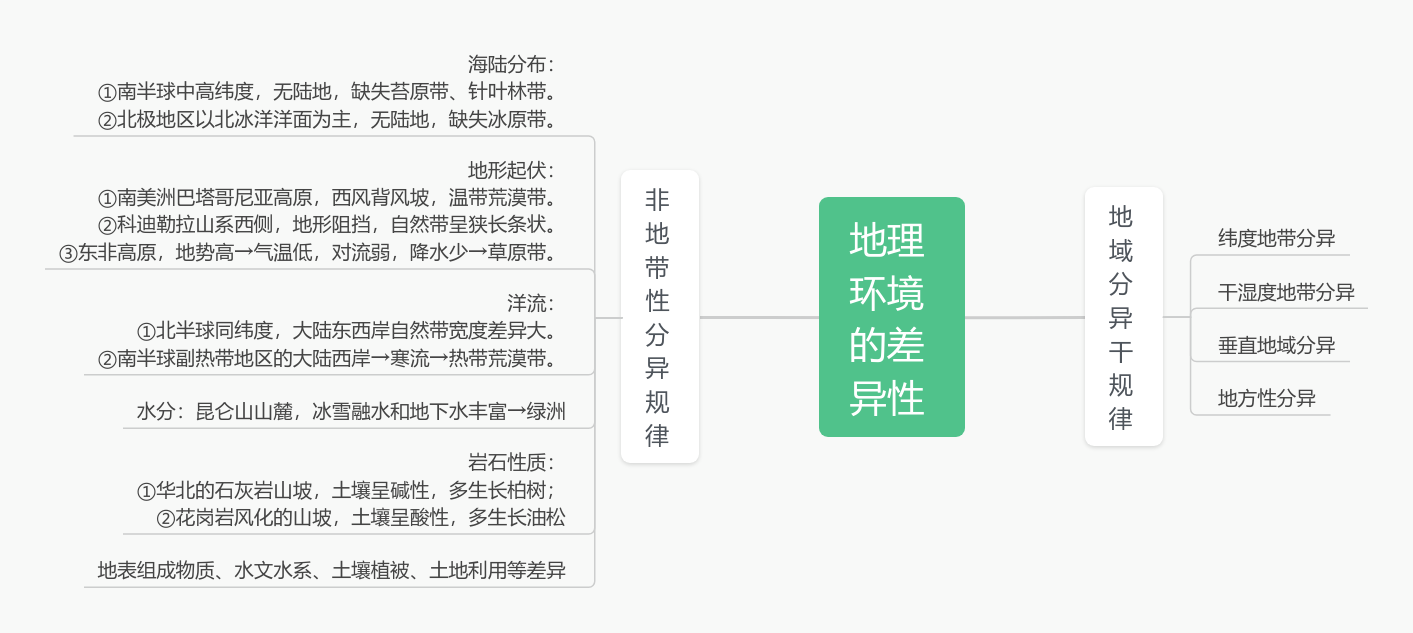 海陆分布：
①南半球中高纬度，无陆地，缺失苔原带、针叶林带。
②北极地区以北冰洋洋面为主，无陆地，缺失冰原带。
地形起伏：
①南美洲巴塔哥尼亚高原，西风背风坡，温带荒漠带。
②科迪勒拉山系西侧，地形阻挡，自然带呈狭长条状。
③东非高原，地势高→气温低，对流弱，降水少→草原带。
洋流：
①北半球同纬度，大陆东西岸自然带宽度差异大。
②南半球副热带地区的大陆西岸→寒流→热带荒漠带。
水分：昆仑山山麓，冰雪融水和地下水丰富→绿洲
岩石性质：
①华北的石灰岩山坡，土壤呈碱性，多生长柏树；
②花岗岩风化的山坡，土壤呈酸性，多生长油松
地表组成物质、水文水系、土壤植被、土地利用等差异
非
地
带
性
分
异
规
律
地理
环境
的差
异性
地
域
分
异
干
规
律
纬度地带分异
干湿度地带分异
垂直地域分异
地方性分异